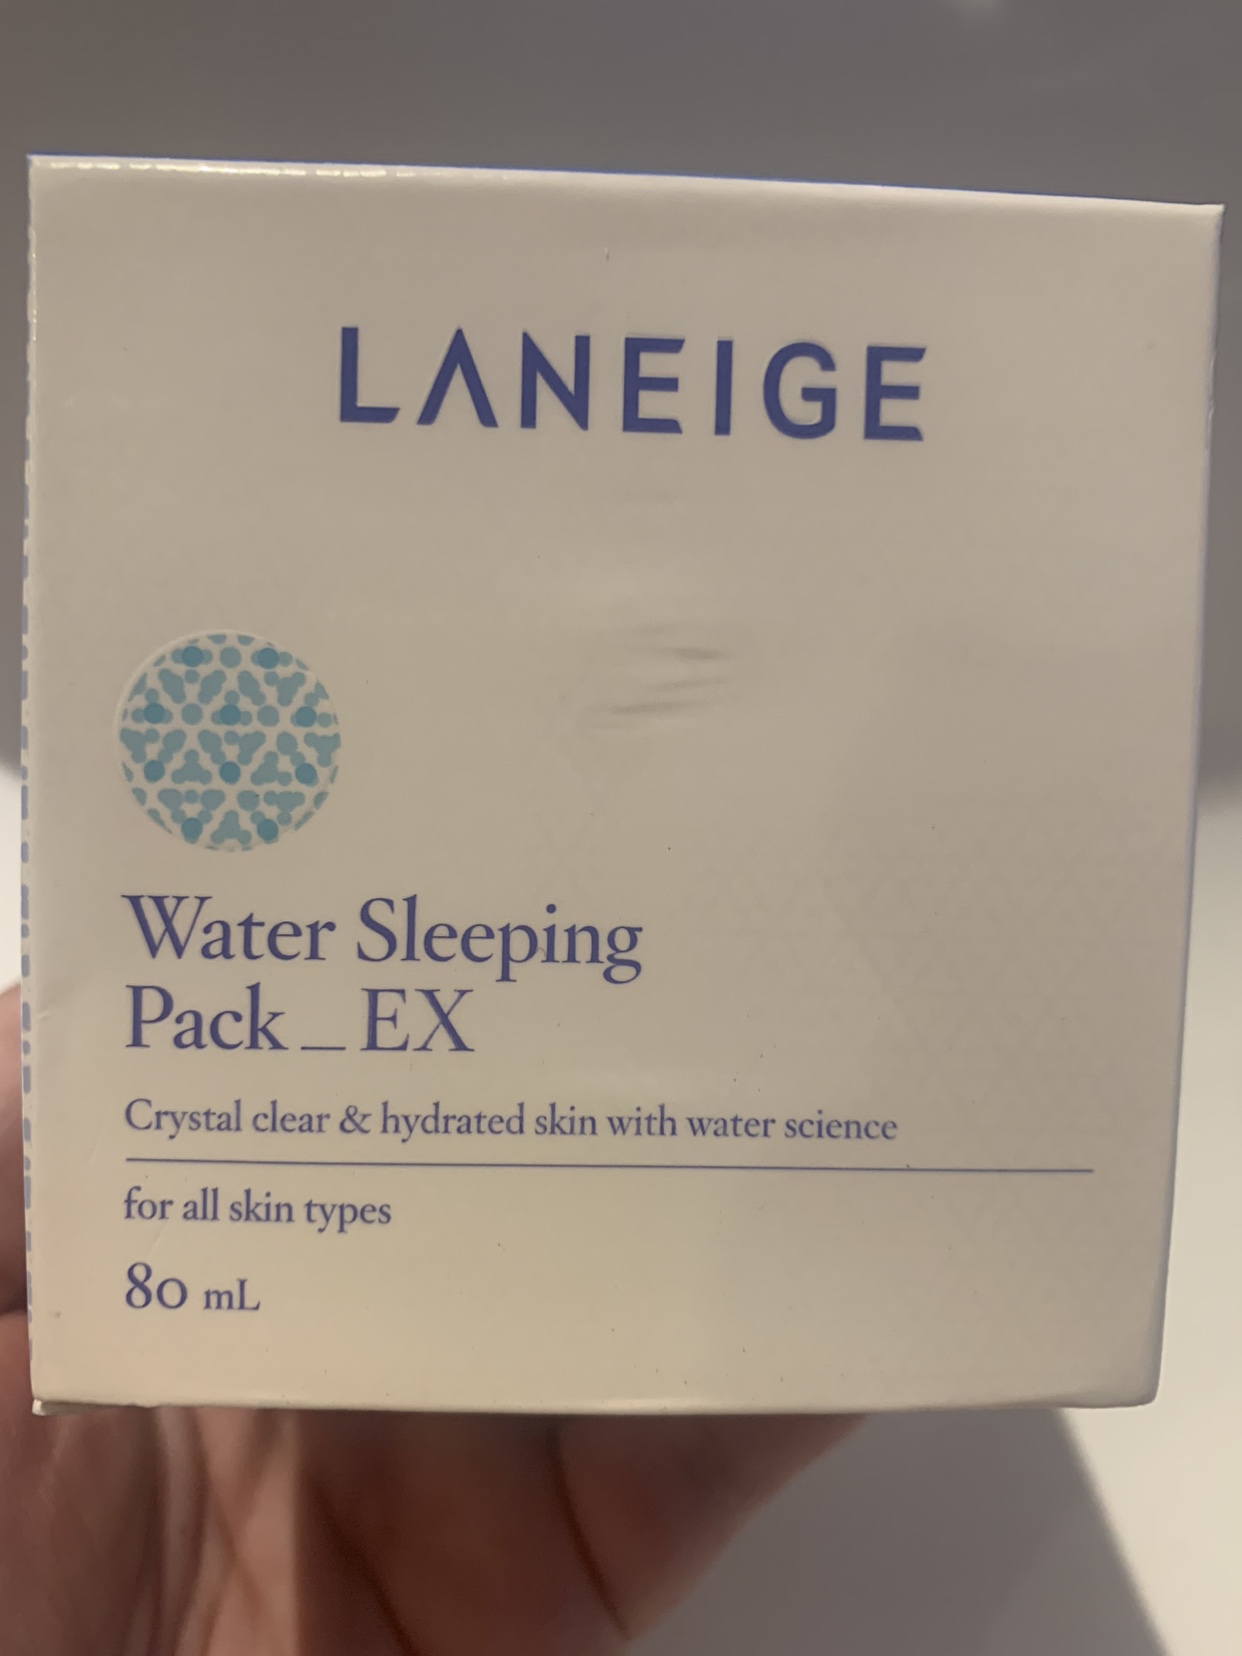 LANEIGE
Water Sleeping
Pack_EX
Crystal clear & hydrated skin with water science
for all skin types
80 mL